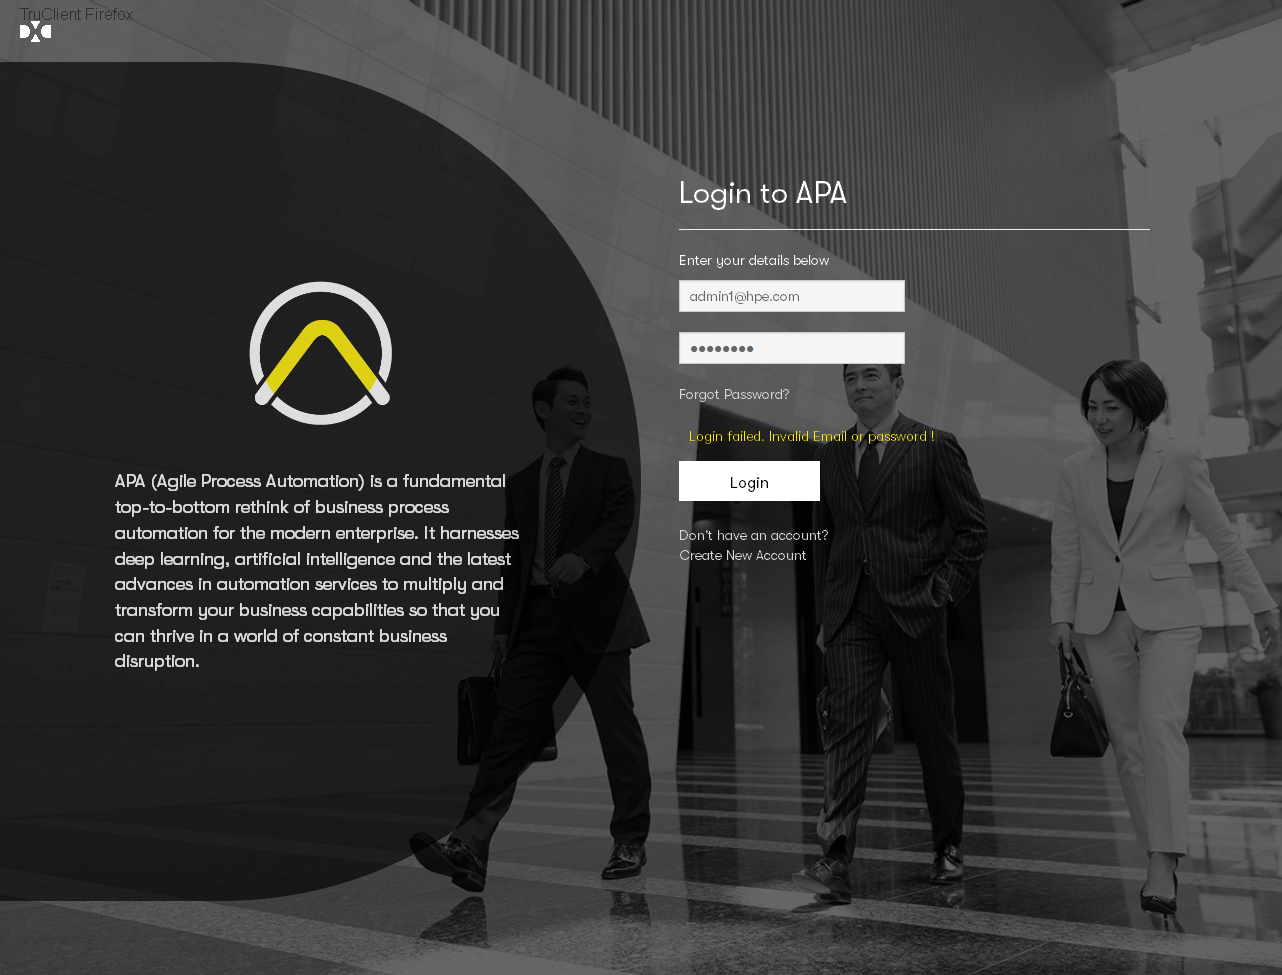 TruClient Firefox
Login to APA
Enter your details below
admin1@hpe.com
••••••••
Forgot Password?
Login failed. Invalid Email or password !
Login
Don't have an account?
Create New Account
APA (Agile Process Automation) is a fundamental
top-to-bottom rethink of business process
automation for the modern enterprise. It harnesses
deep learning, artificial intelligence and the latest
advances in automation services to multiply and
transform your business capabilities so that you
can thrive in a world of constant business
disruption.